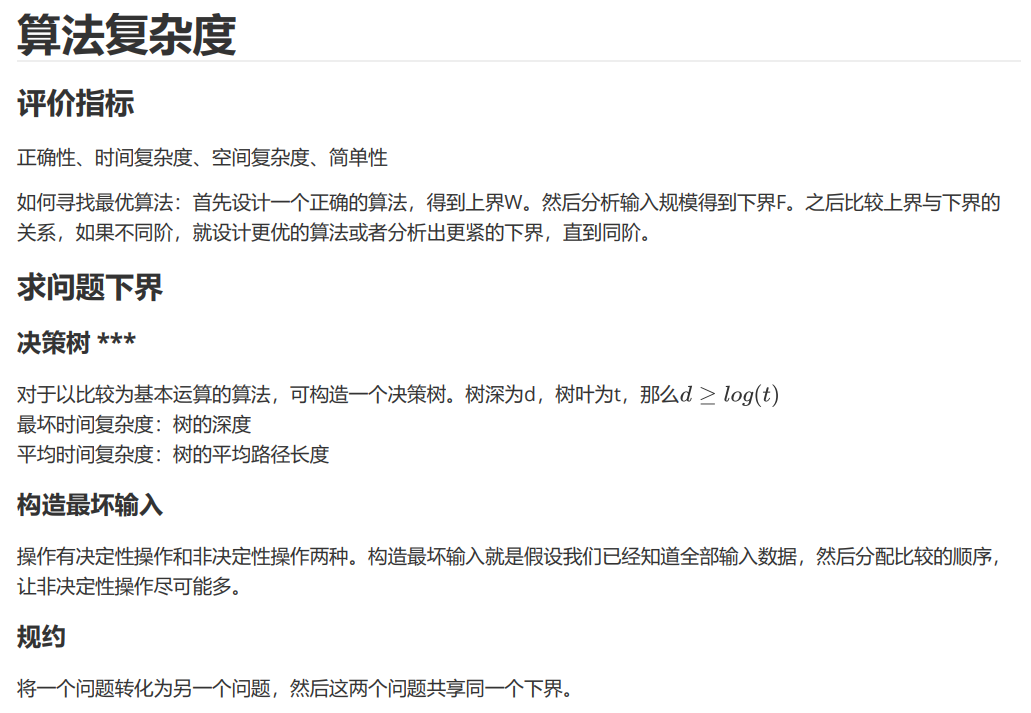 算法复杂度
评价指标
正确性、时间复杂度、空间复杂度、简单性
如何寻找最优算法：首先设计一个正确的算法，得到上界W。然后分析输入规模得到下界F。之后比较上界与下界的
关系，如果不同阶，就设计更优的算法或者分析出更紧的下界，直到同阶。
求问题下界
决策树 ***
对于以比较为基本运算的算法，可构造一个决策树。树深为d，树叶为t，那么d ≥ log(t)
最坏时间复杂度：树的深度
平均时间复杂度：树的平均路径长度
构造最坏输入
操作有决定性操作和非决定性操作两种。构造最坏输入就是假设我们已经知道全部输入数据，然后分配比较的顺序，
让非决定性操作尽可能多。
规约
将一个问题转化为另一个问题，然后这两个问题共享同一个下界。